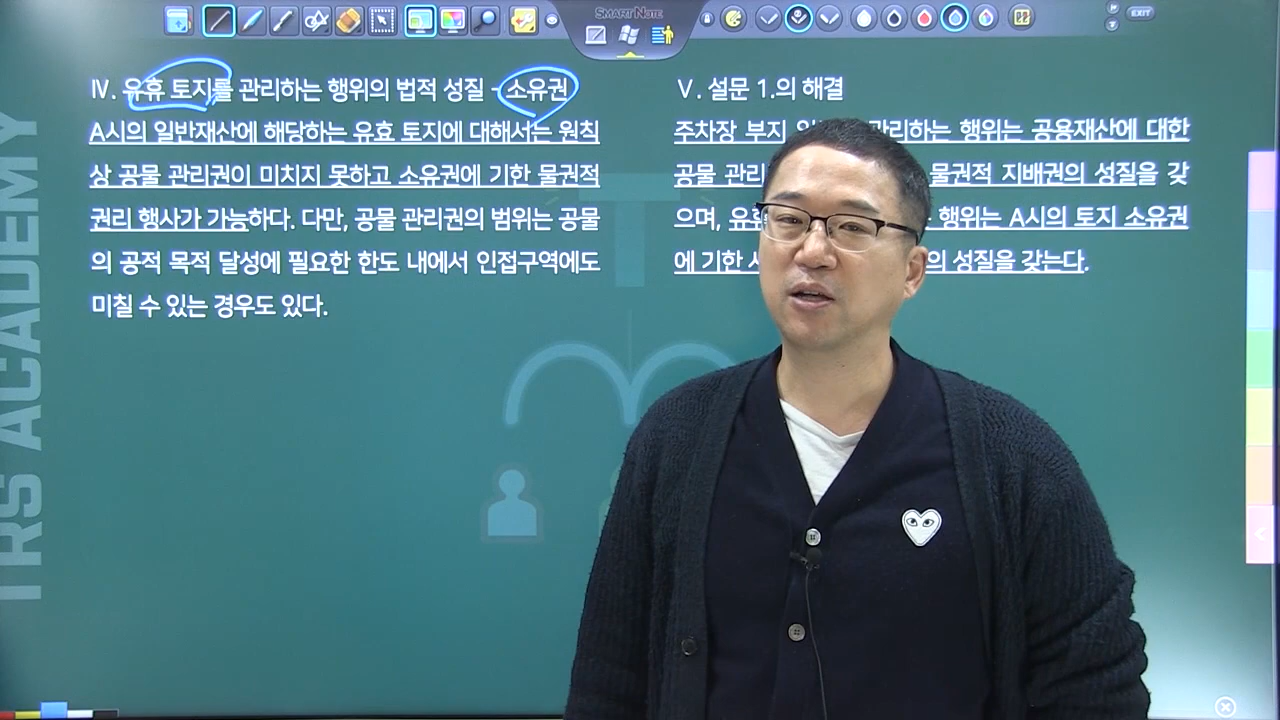 SMART NOTE
EXIT
Ⅳ. 유휴 토지를 관리하는 행위의 법적 성질 - 소유권
A시의 일반재산에 해당하는 유효 토지에 대해서는 원칙
상 공물 관리권이 미치지 못하고 소유권에 기한 물권적
권리 행사가 가능하다. 다만, 공물 관리권의 범위는 공물
의 공적 목적 달성에 필요한 한도 내에서 인접구역에도
미칠 수 있는 경우도 있다.
Ⅴ. 설문 1.의 해결
주차장 부지 관리하는 행위는 공용재산에 대한
공물 관리 물권적 지배권의 성질을 갖
으며, 행위는 A시의 토지 소유권
에 기한 의 성질을 갖는다.
TRS ACADEMY